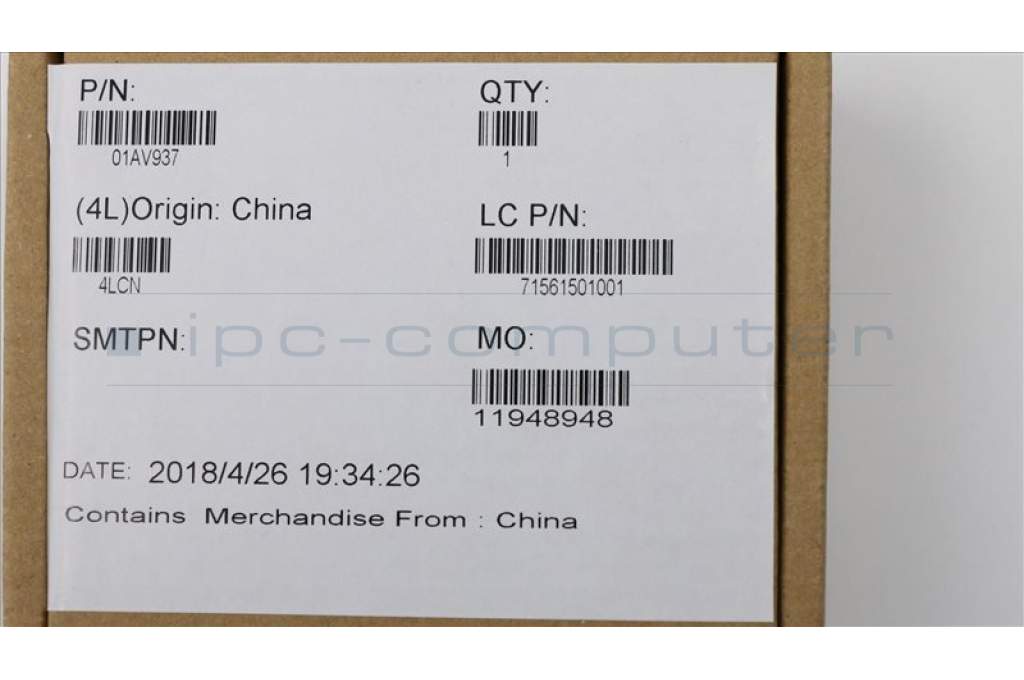 P/N:
01AV937
QTY:
1
(4L)Origin: China
4LCN
LC P/N:
71561501001
SMTPN:
MO:
11948948
ipc-computer
DATE: 2018/4/26 19:34:26
Contains Merchandise From : China